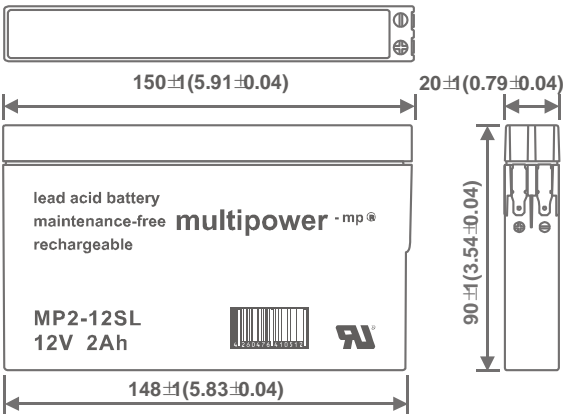 150±1(5.91±0.04)
20±1(0.79±0.04)
lead acid battery
maintenance-free
rechargeable
multipower -mp®
90±1(3.54±0.04)
MP2-12SL
12V 2Ah
148±1(5.83±0.04)